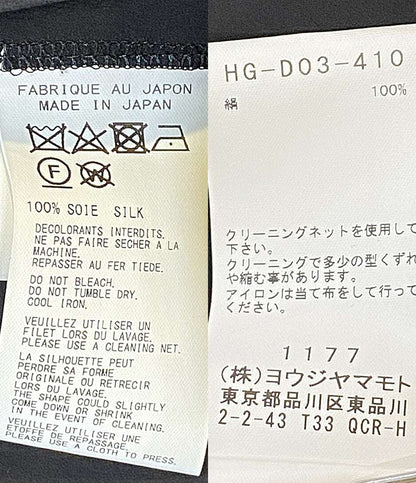 FABRIQUE AU JAPON
MADE IN JAPAN
F
W
100% SOIE SILK
DECOLORANTS INTERDITS.
NE PAS FAIRE SECHER A LA
MACHINE.
REPASSER AU FER TIEDE.
DO NOT BLEACH.
DO NOT TUMBLE DRY.
COOL IRON.
VEUILLEZ UTILISER UN
FILET LORS DU LAVAGE.
PLEASE USE A CLEANING NET.
LA SILHOUETTE PEUT
PERDRE SA FORME
ORIGINALE OU RETRECIR
LORS DU LAVAGE.
THE SHAPE COULD SLIGHTLY
COME DOWN OR SHRINK
IN THE EVENT OF CLEANING.
VEUILLEZ UTILISER UNE
ETOFFE DE REPASSAGE.
PLEASE USE A CLOTH TO PRESS.
HG-D03-410
絹 100%
クリーニングネットを使用して
下さい。
クリーニングで多少の型くずれ
や縮む事があります。
アイロンは当て布をして行って
ください。
1177
(株)ヨウジヤマモト
東京都品川区東品川
2-2-43 T33 QCR-H